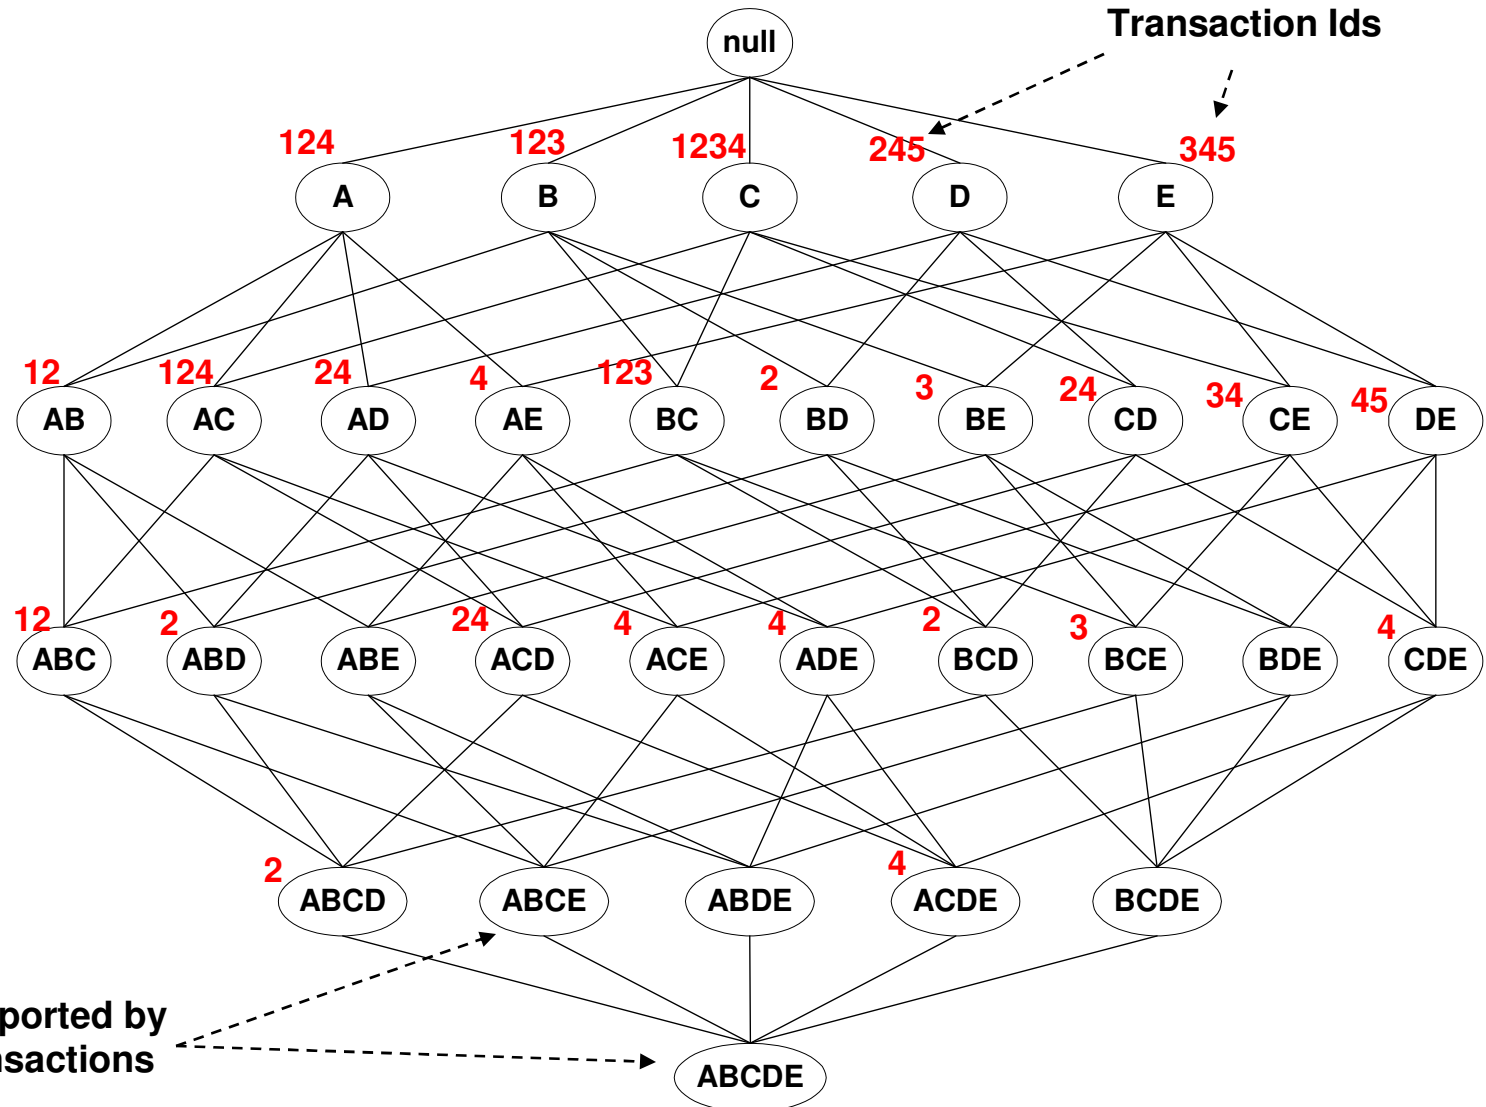 Transaction Ids
null
124 123 1234 245 345
A B C D E
12 124 24 4 123 2 3 24 34 45
AB AC AD AE BC BD BE CD CE DE
12 2 24 4 4 2 3 4
ABC ABD ABE ACD ACE ADE BCD BCE BDE CDE
2 4
ABCD ABCE ABDE ACDE BCDE
ported by
nsactions
ABCDE